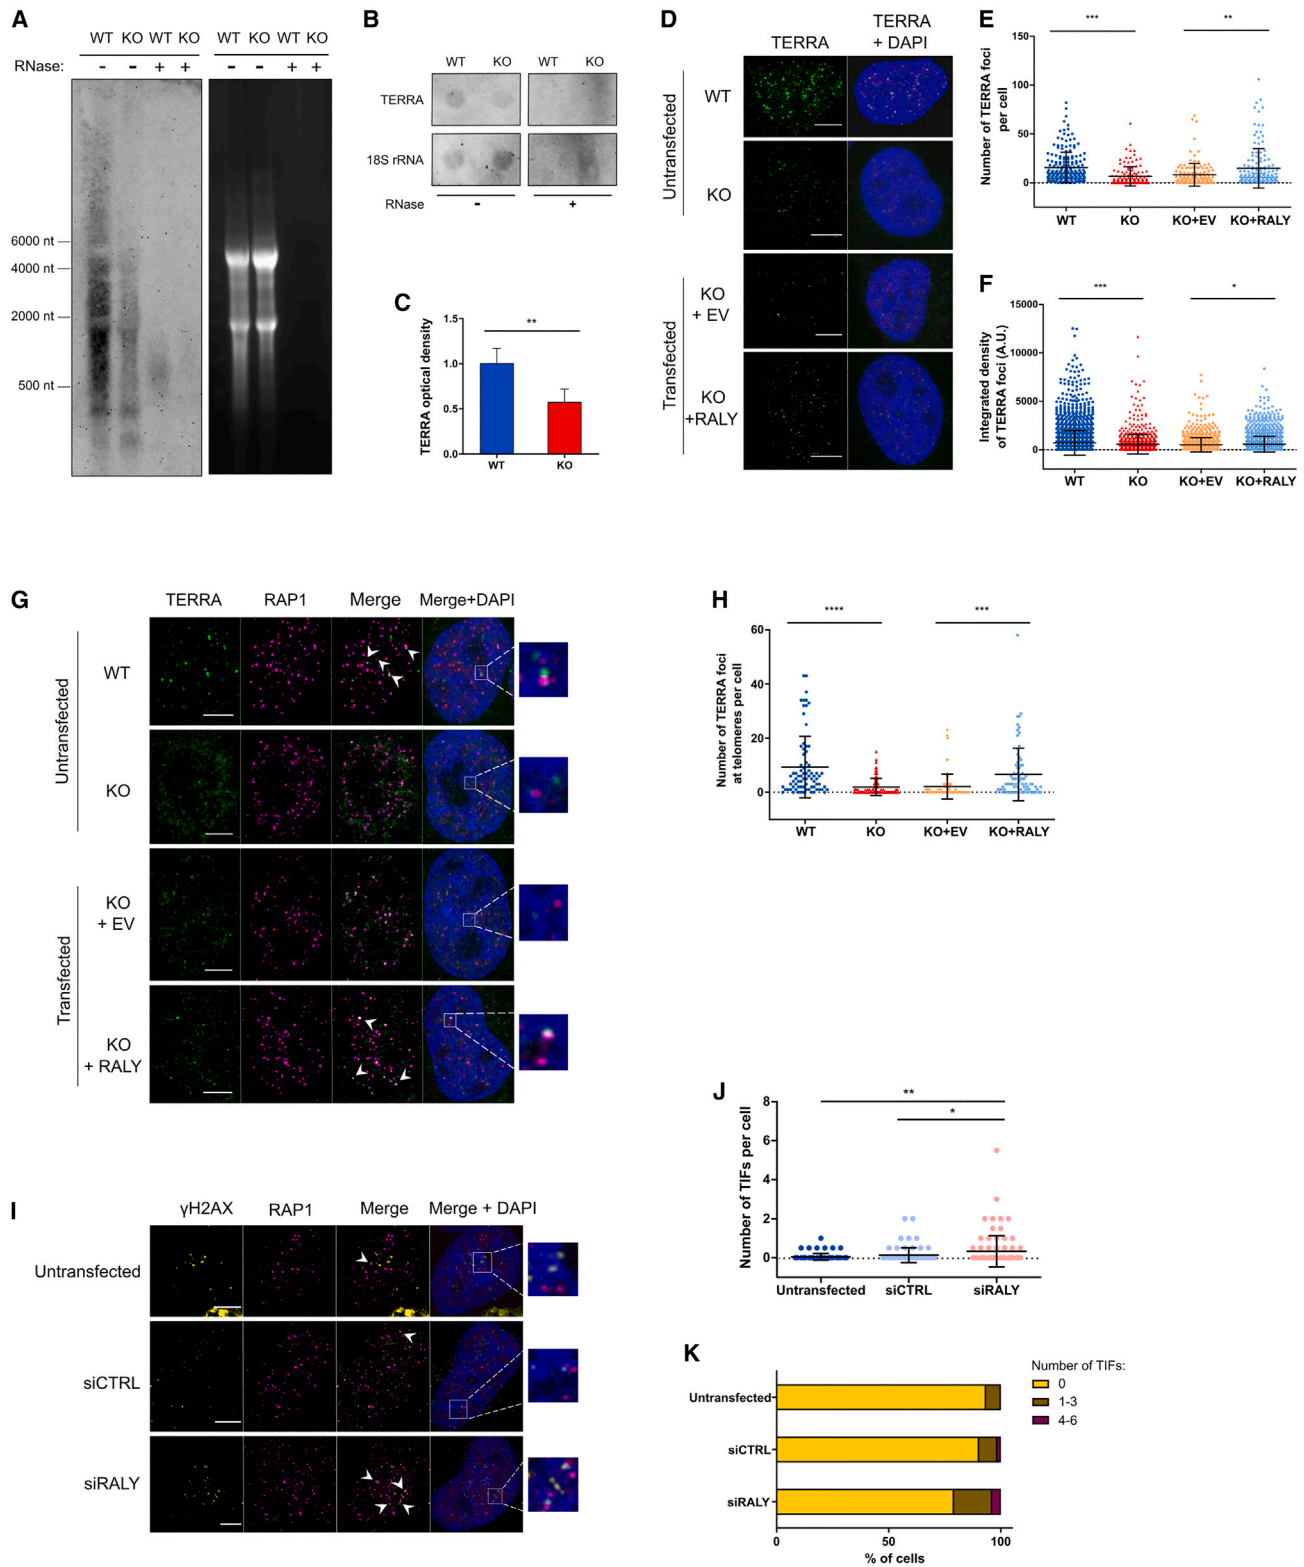 A
WT KO WT KO
WT KO WT KO
RNase:
- - + +
- - + +
6000 nt
4000 nt
2000 nt
500 nt
B
WT KO
WT KO
TERRA
18S rRNA
RNase
- +
C
TERRA optical density
1.5
1.0
0.5
0.0
**
WT KO
D
TERRA
TERRA
+ DAPI
Untransfected
WT
KO
Transfected
KO
+ EV
KO
+RALY
E
Number of TERRA foci
per cell
150
100
50
0
*** **
WT KO KO+EV KO+RALY
F
Integrated density
of TERRA foci (A.U.)
15000
10000
5000
0
*** *
WT KO KO+EV KO+RALY
G
TERRA RAP1 Merge Merge+DAPI
Untransfected
WT
KO
Transfected
KO
+ EV
KO
+ RALY
H
Number of TERRA foci
at telomeres per cell
60
40
20
0
**** ***
WT KO KO+EV KO+RALY
I
γH2AX RAP1 Merge Merge + DAPI
Untransfected
siCTRL
siRALY
J
Number of TIFs per cell
8
6
4
2
0
**
*
Untransfected siCTRL siRALY
K
Number of TIFs:
0
1-3
4-6
Untransfected
siCTRL
siRALY
0 50 100
% of cells